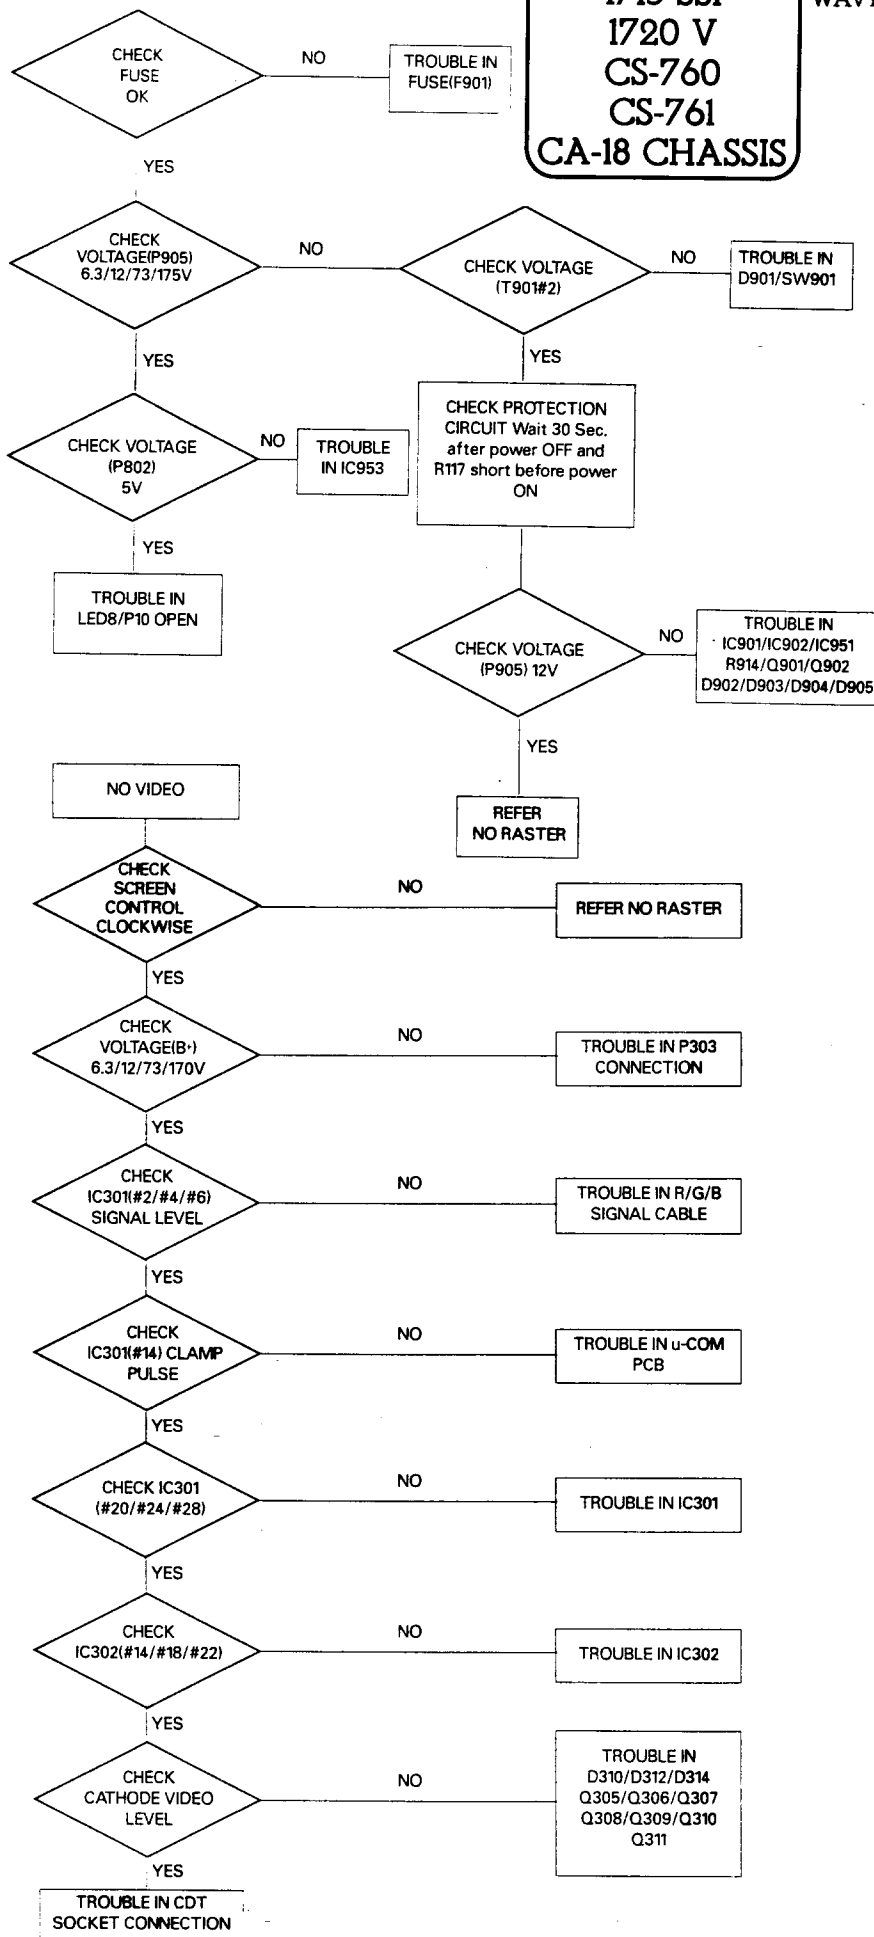 1720 V
CS-760
CS-761
CA-18 CHASSIS
CHECK
FUSE
OK
NO
TROUBLE IN
FUSE(F901)
YES
CHECK
VOLTAGE(P905)
6.3/12/73/175V
NO
CHECK VOLTAGE
(T901#2)
NO
TROUBLE IN
D901/SW901
YES
YES
CHECK VOLTAGE
(P802)
5V
NO
TROUBLE
IN IC953
CHECK PROTECTION
CIRCUIT Wait 30 Sec.
after power OFF and
R117 short before power
ON
YES
TROUBLE IN
LED8/P10 OPEN
CHECK VOLTAGE
(P905) 12V
NO
TROUBLE IN
IC901/IC902/IC951
R914/Q901/Q902
D902/D903/D904/D905
YES
REFER
NO RASTER
NO VIDEO
CHECK
SCREEN
CONTROL
CLOCKWISE
NO
REFER NO RASTER
YES
CHECK
VOLTAGE(B+)
6.3/12/73/170V
NO
TROUBLE IN P303
CONNECTION
YES
CHECK
IC301(#2/#4/#6)
SIGNAL LEVEL
NO
TROUBLE IN R/G/B
SIGNAL CABLE
YES
CHECK
IC301(#14) CLAMP
PULSE
NO
TROUBLE IN u-COM
PCB
YES
CHECK IC301
(#20/#24/#28)
NO
TROUBLE IN IC301
YES
CHECK
IC302(#14/#18/#22)
NO
TROUBLE IN IC302
YES
CHECK
CATHODE VIDEO
LEVEL
NO
TROUBLE IN
D310/D312/D314
Q305/Q306/Q307
Q308/Q309/Q310
Q311
YES
TROUBLE IN CDT
SOCKET CONNECTION